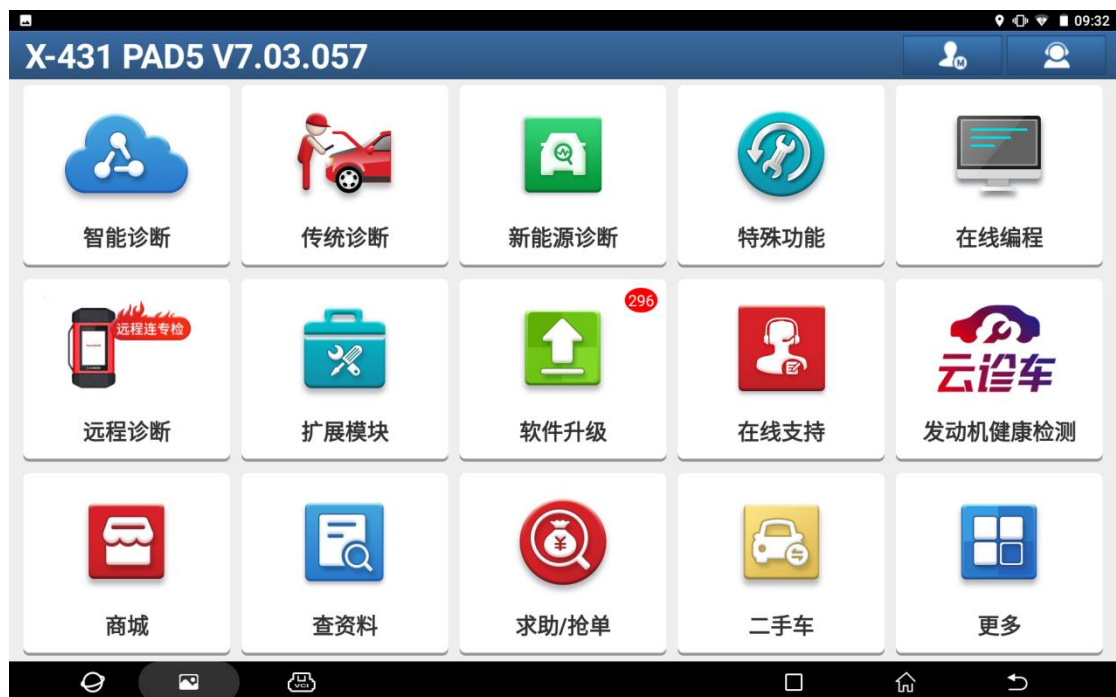 09:32
X-431 PAD5 V7.03.057
M
智能诊断
传统诊断
新能源诊断
特殊功能
在线编程
远程连专检
296
云诊车
远程诊断
扩展模块
软件升级
在线支持
发动机健康检测
¥
商城
查资料
求助/抢单
二手车
更多
VCI